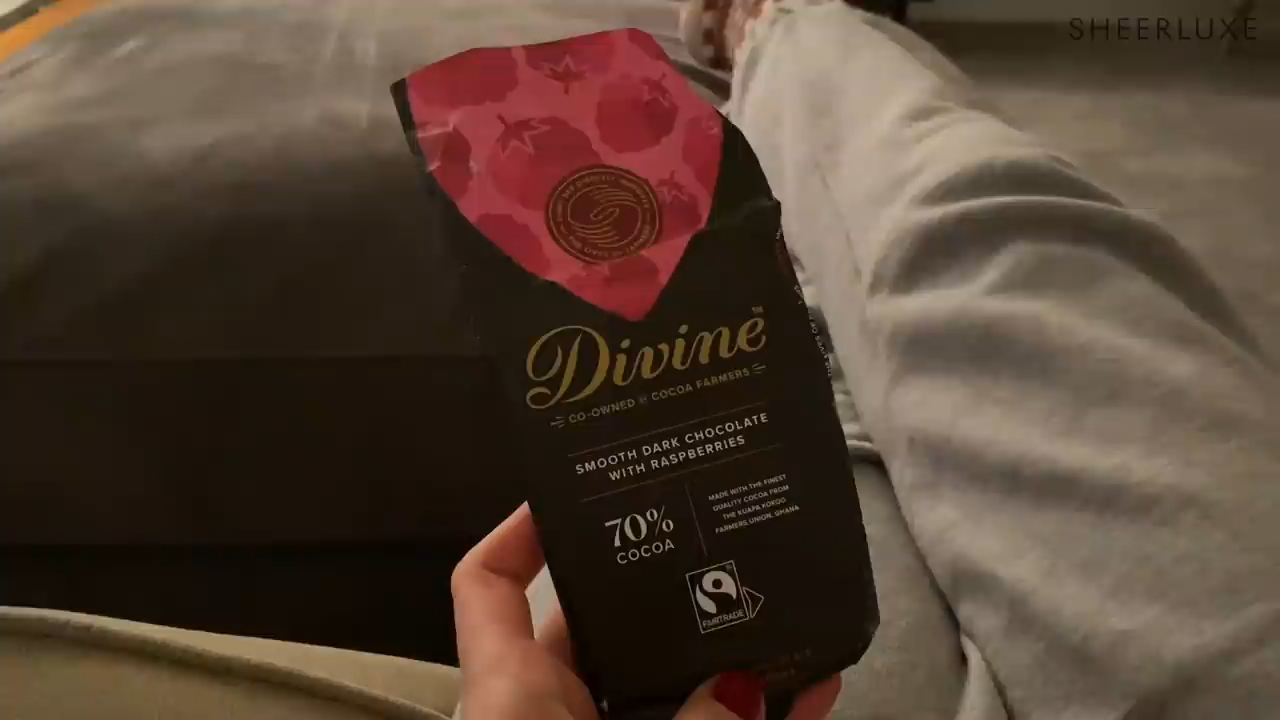 SHEERLUXE
Divine™
CO-OWNED BY COCOA FARMERS
SMOOTH DARK CHOCOLATE
WITH RASPBERRIES
70%
COCOA
MADE WITH THE FINEST
QUALITY COCOA FROM
THE KUAPA KOKOO
FARMERS UNION, GHANA
FAIRTRADE